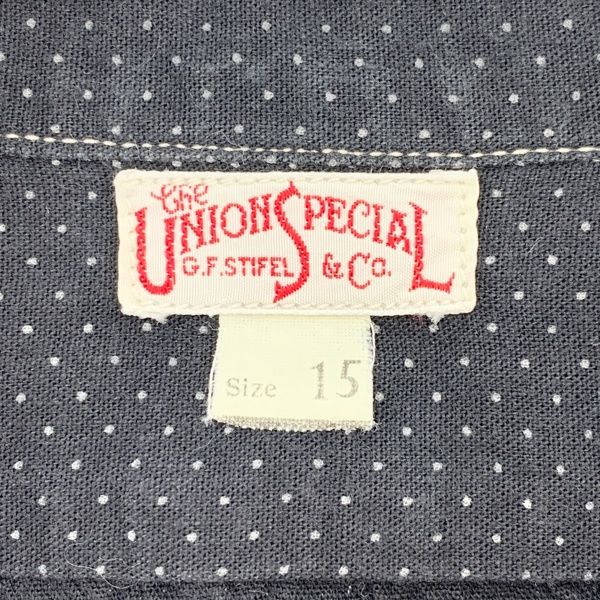 The
UNION SPECIAL
G.F. STIFEL & CO.
Size 15